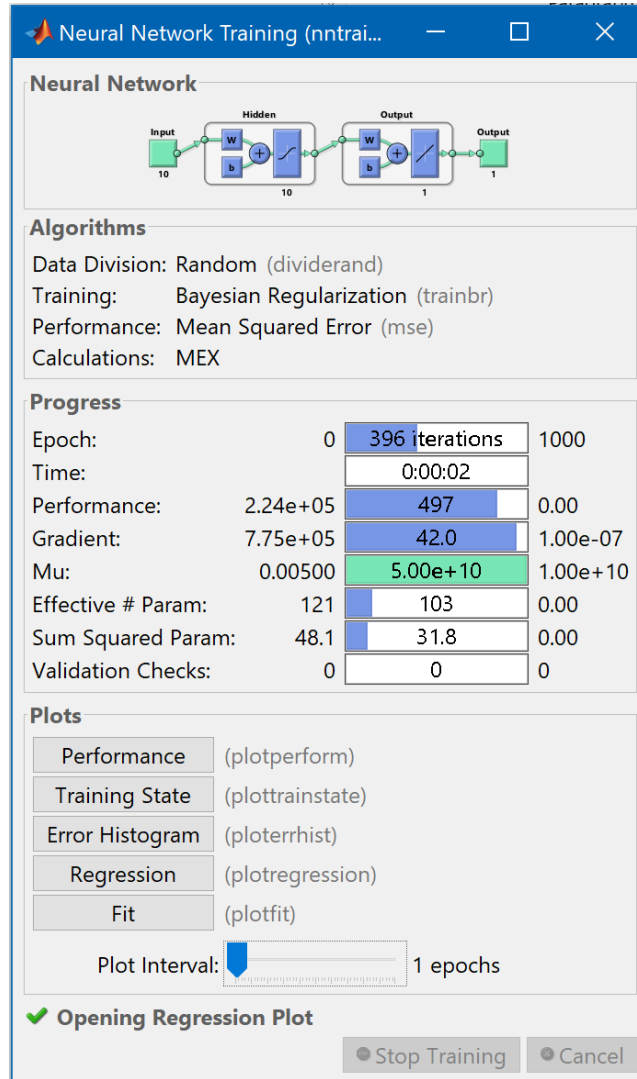 Neural Network Training (nntrai...
Neural Network
Hidden Output
Input Output
W W
+ +
b b
10 1
10 1
Algorithms
Data Division: Random (dividerand)
Training: Bayesian Regularization (trainbr)
Performance: Mean Squared Error (mse)
Calculations: MEX
Progress
Epoch: 0 396 iterations 1000
Time: 0:00:02
Performance: 2.24e+05 497 0.00
Gradient: 7.75e+05 42.0 1.00e-07
Mu: 0.00500 5.00e+10 1.00e+10
Effective # Param: 121 103 0.00
Sum Squared Param: 48.1 31.8 0.00
Validation Checks: 0 0 0
Plots
Performance (plotperform)
Training State (plottrainstate)
Error Histogram (ploterrhist)
Regression (plotregression)
Fit (plotfit)
Plot Interval: 1 epochs
Opening Regression Plot
Stop Training Cancel